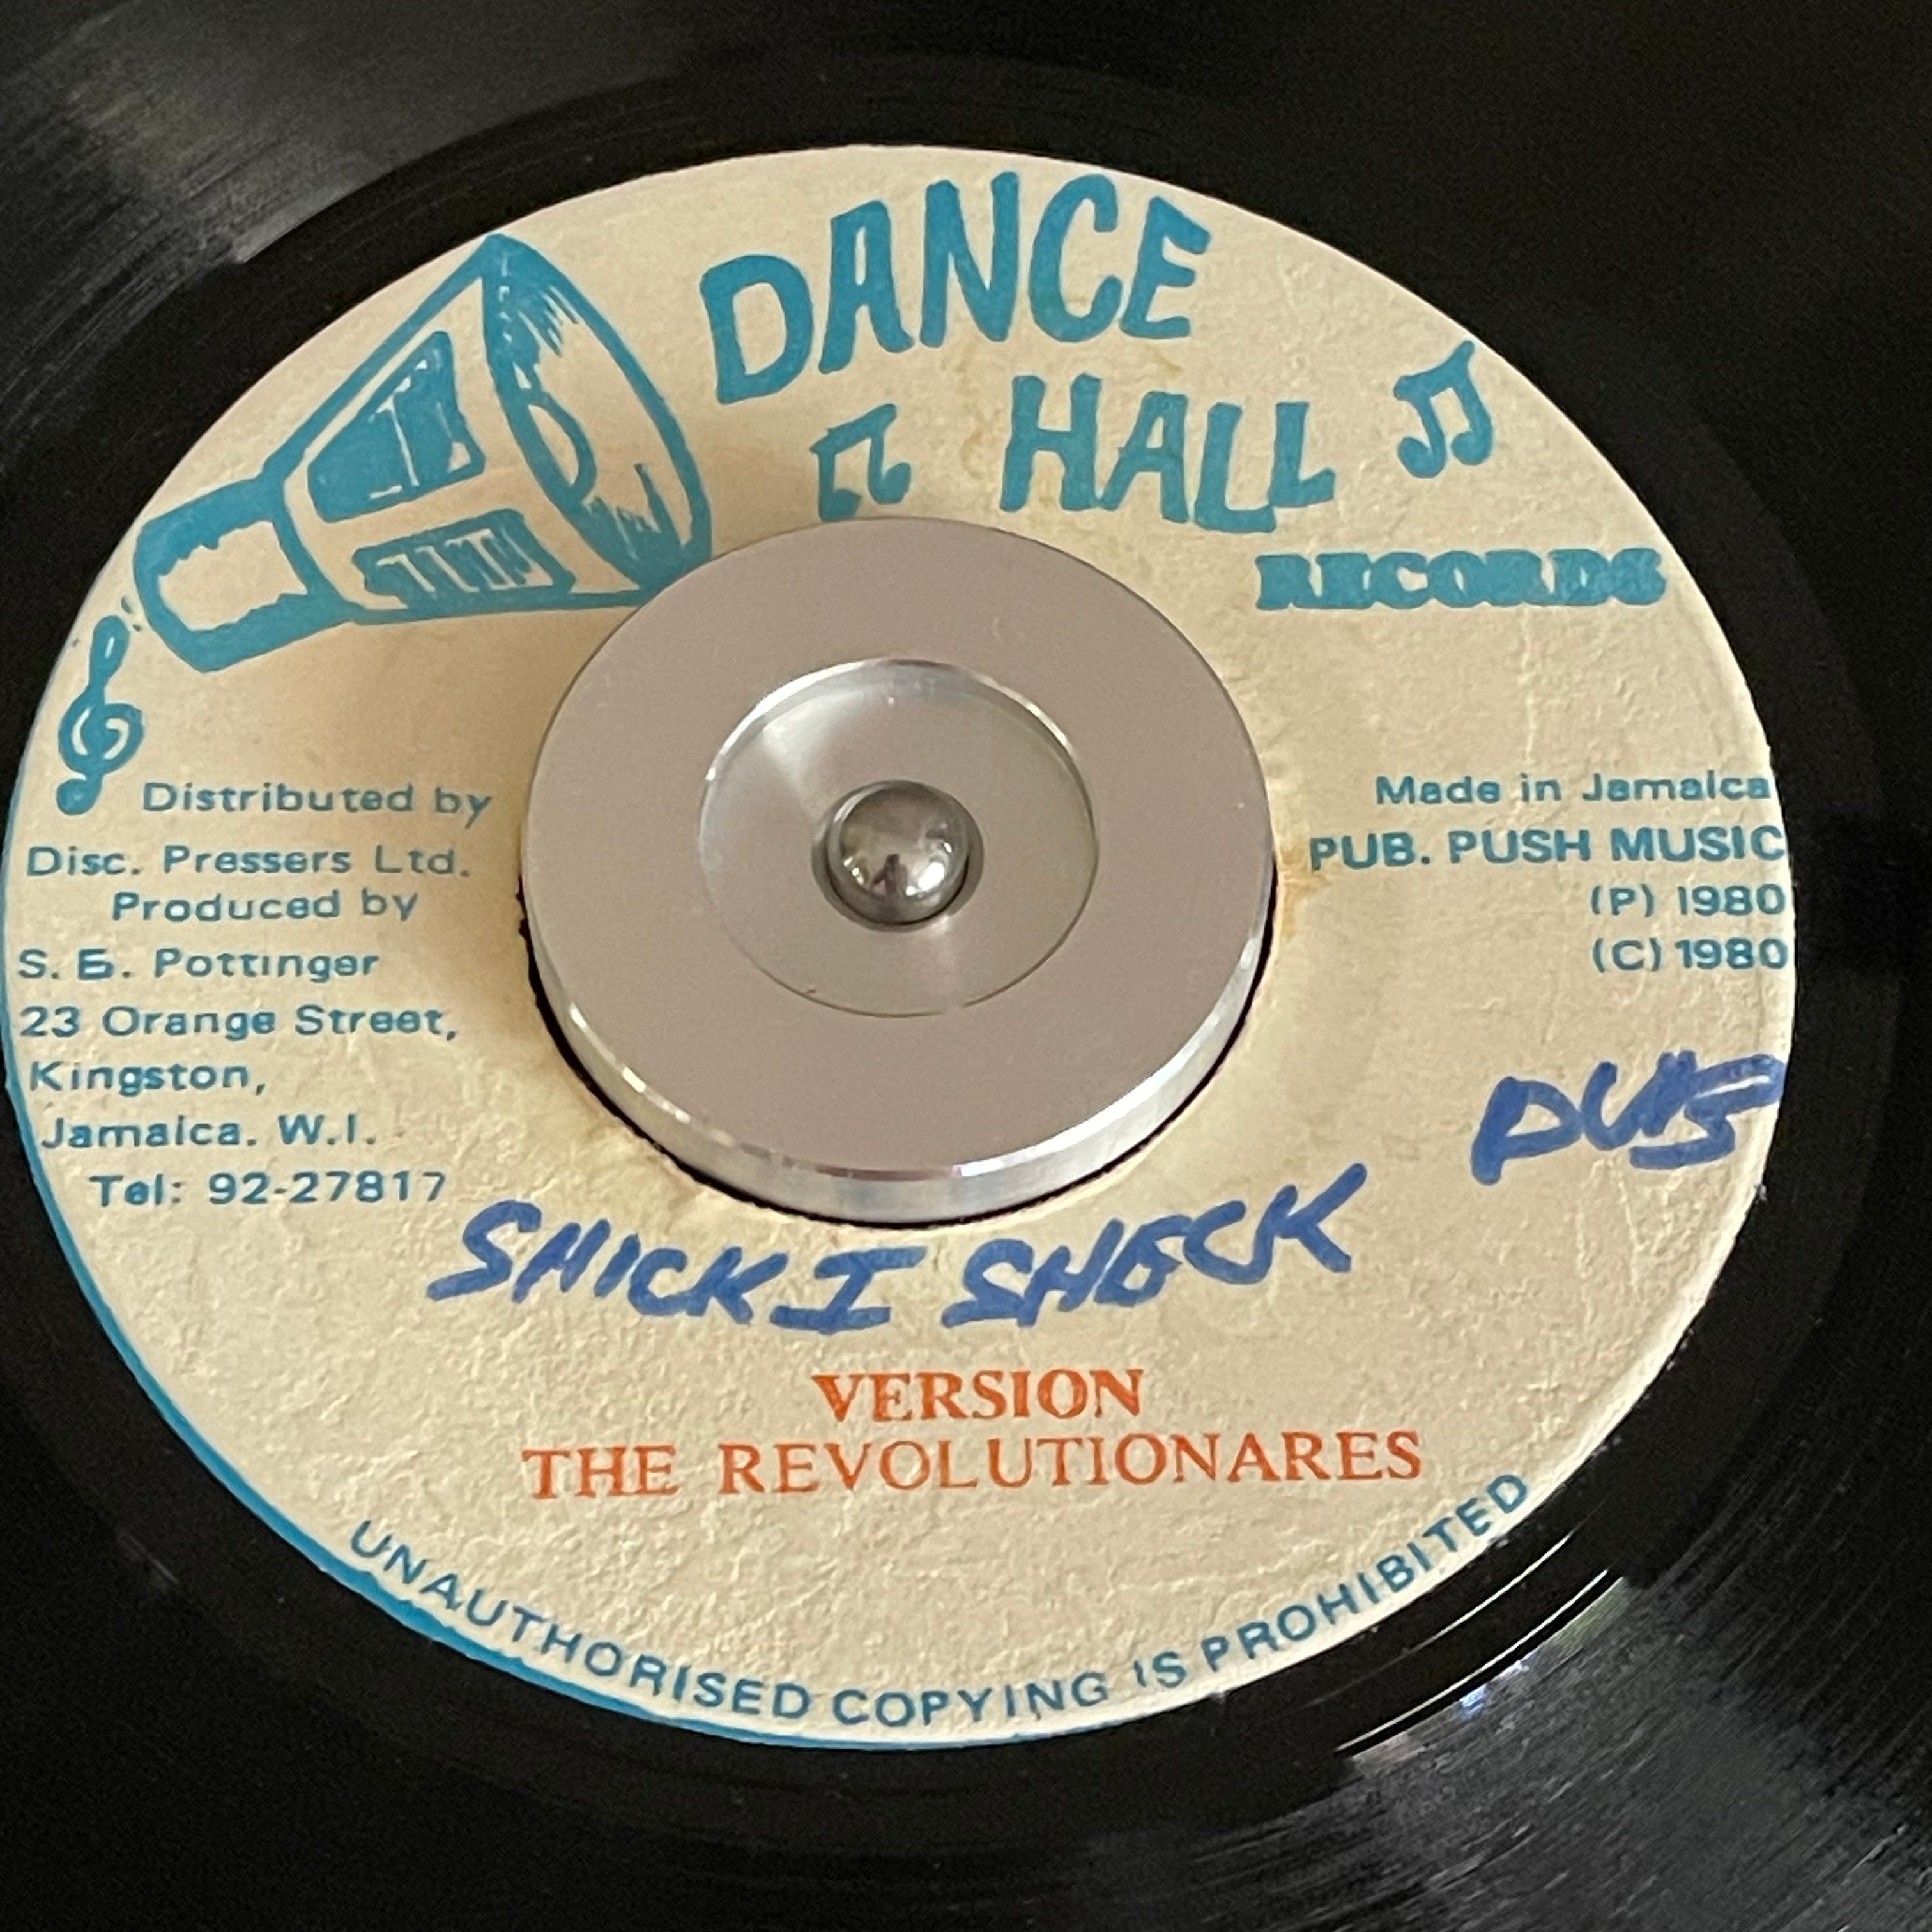 DANCE
HALL
RECORDS
Distributed by
Disc. Pressers Ltd.
Produced by
S. E. Pottinger
23 Orange Street,
Kingston,
Jamaica. W.I.
Tel: 92-27817
Made in Jamaica
PUB. PUSH MUSIC
(P) 1980
(C) 1980
DUB
SHICK I SHECK
VERSION
THE REVOLUTIONARES
UNAUTHORISED COPYING IS PROHIBITED